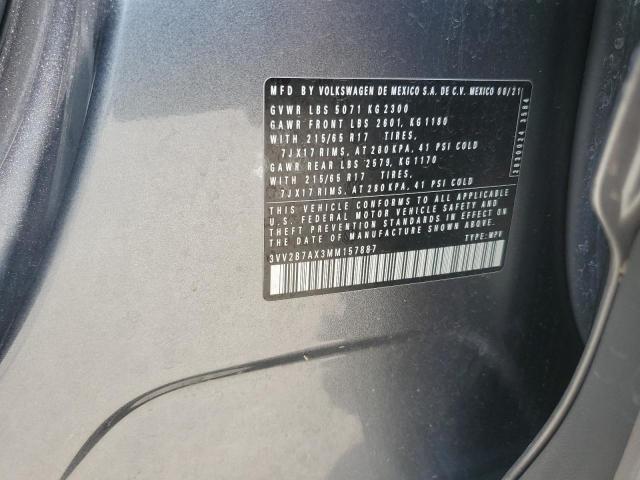 MFD BY VOLKSWAGEN DE MEXICO S.A. DE C.V. MEXICO 08/21
GVWR LBS 5071 KG 2300
GAWR FRONT LBS 2601, KG 1180
WITH 215/65 R17 TIRES,
7JX17 RIMS, AT 280 KPA, 41 PSI COLD
GAWR REAR LBS 2579, KG 1170
WITH 215/65 R17 TIRES,
7JX17 RIMS, AT 280 KPA, 41 PSI COLD
THIS VEHICLE CONFORMS TO ALL APPLICABLE
U.S. FEDERAL MOTOR VEHICLE SAFETY AND
THEFT PREVENTION STANDARDS IN EFFECT ON
THE DATE OF MANUFACTURE SHOWN ABOVE.
3VV2B7AX3MM157887 TYPE: MPV
3504